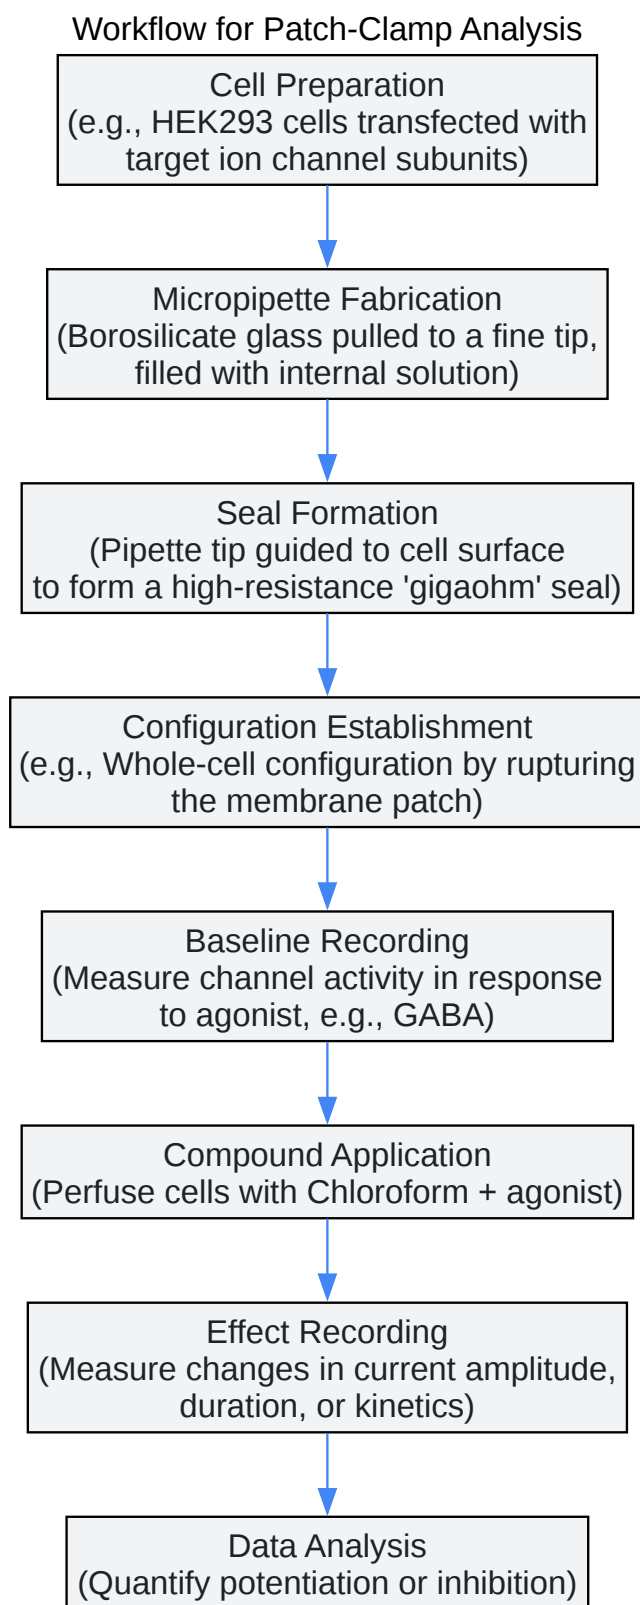 Workflow for Patch-Clamp Analysis
Cell Preparation
(e.g., HEK293 cells transfected with
target ion channel subunits)
Micropipette Fabrication
(Borosilicate glass pulled to a fine tip,
filled with internal solution)
Seal Formation
(Pipette tip guided to cell surface
to form a high-resistance 'gigaohm' seal)
Configuration Establishment
(e.g., Whole-cell configuration by rupturing
the membrane patch)
Baseline Recording
(Measure channel activity in response
to agonist, e.g., GABA)
Compound Application
(Perfuse cells with Chloroform + agonist)
Effect Recording
(Measure changes in current amplitude,
duration, or kinetics)
Data Analysis
(Quantify potentiation or inhibition)